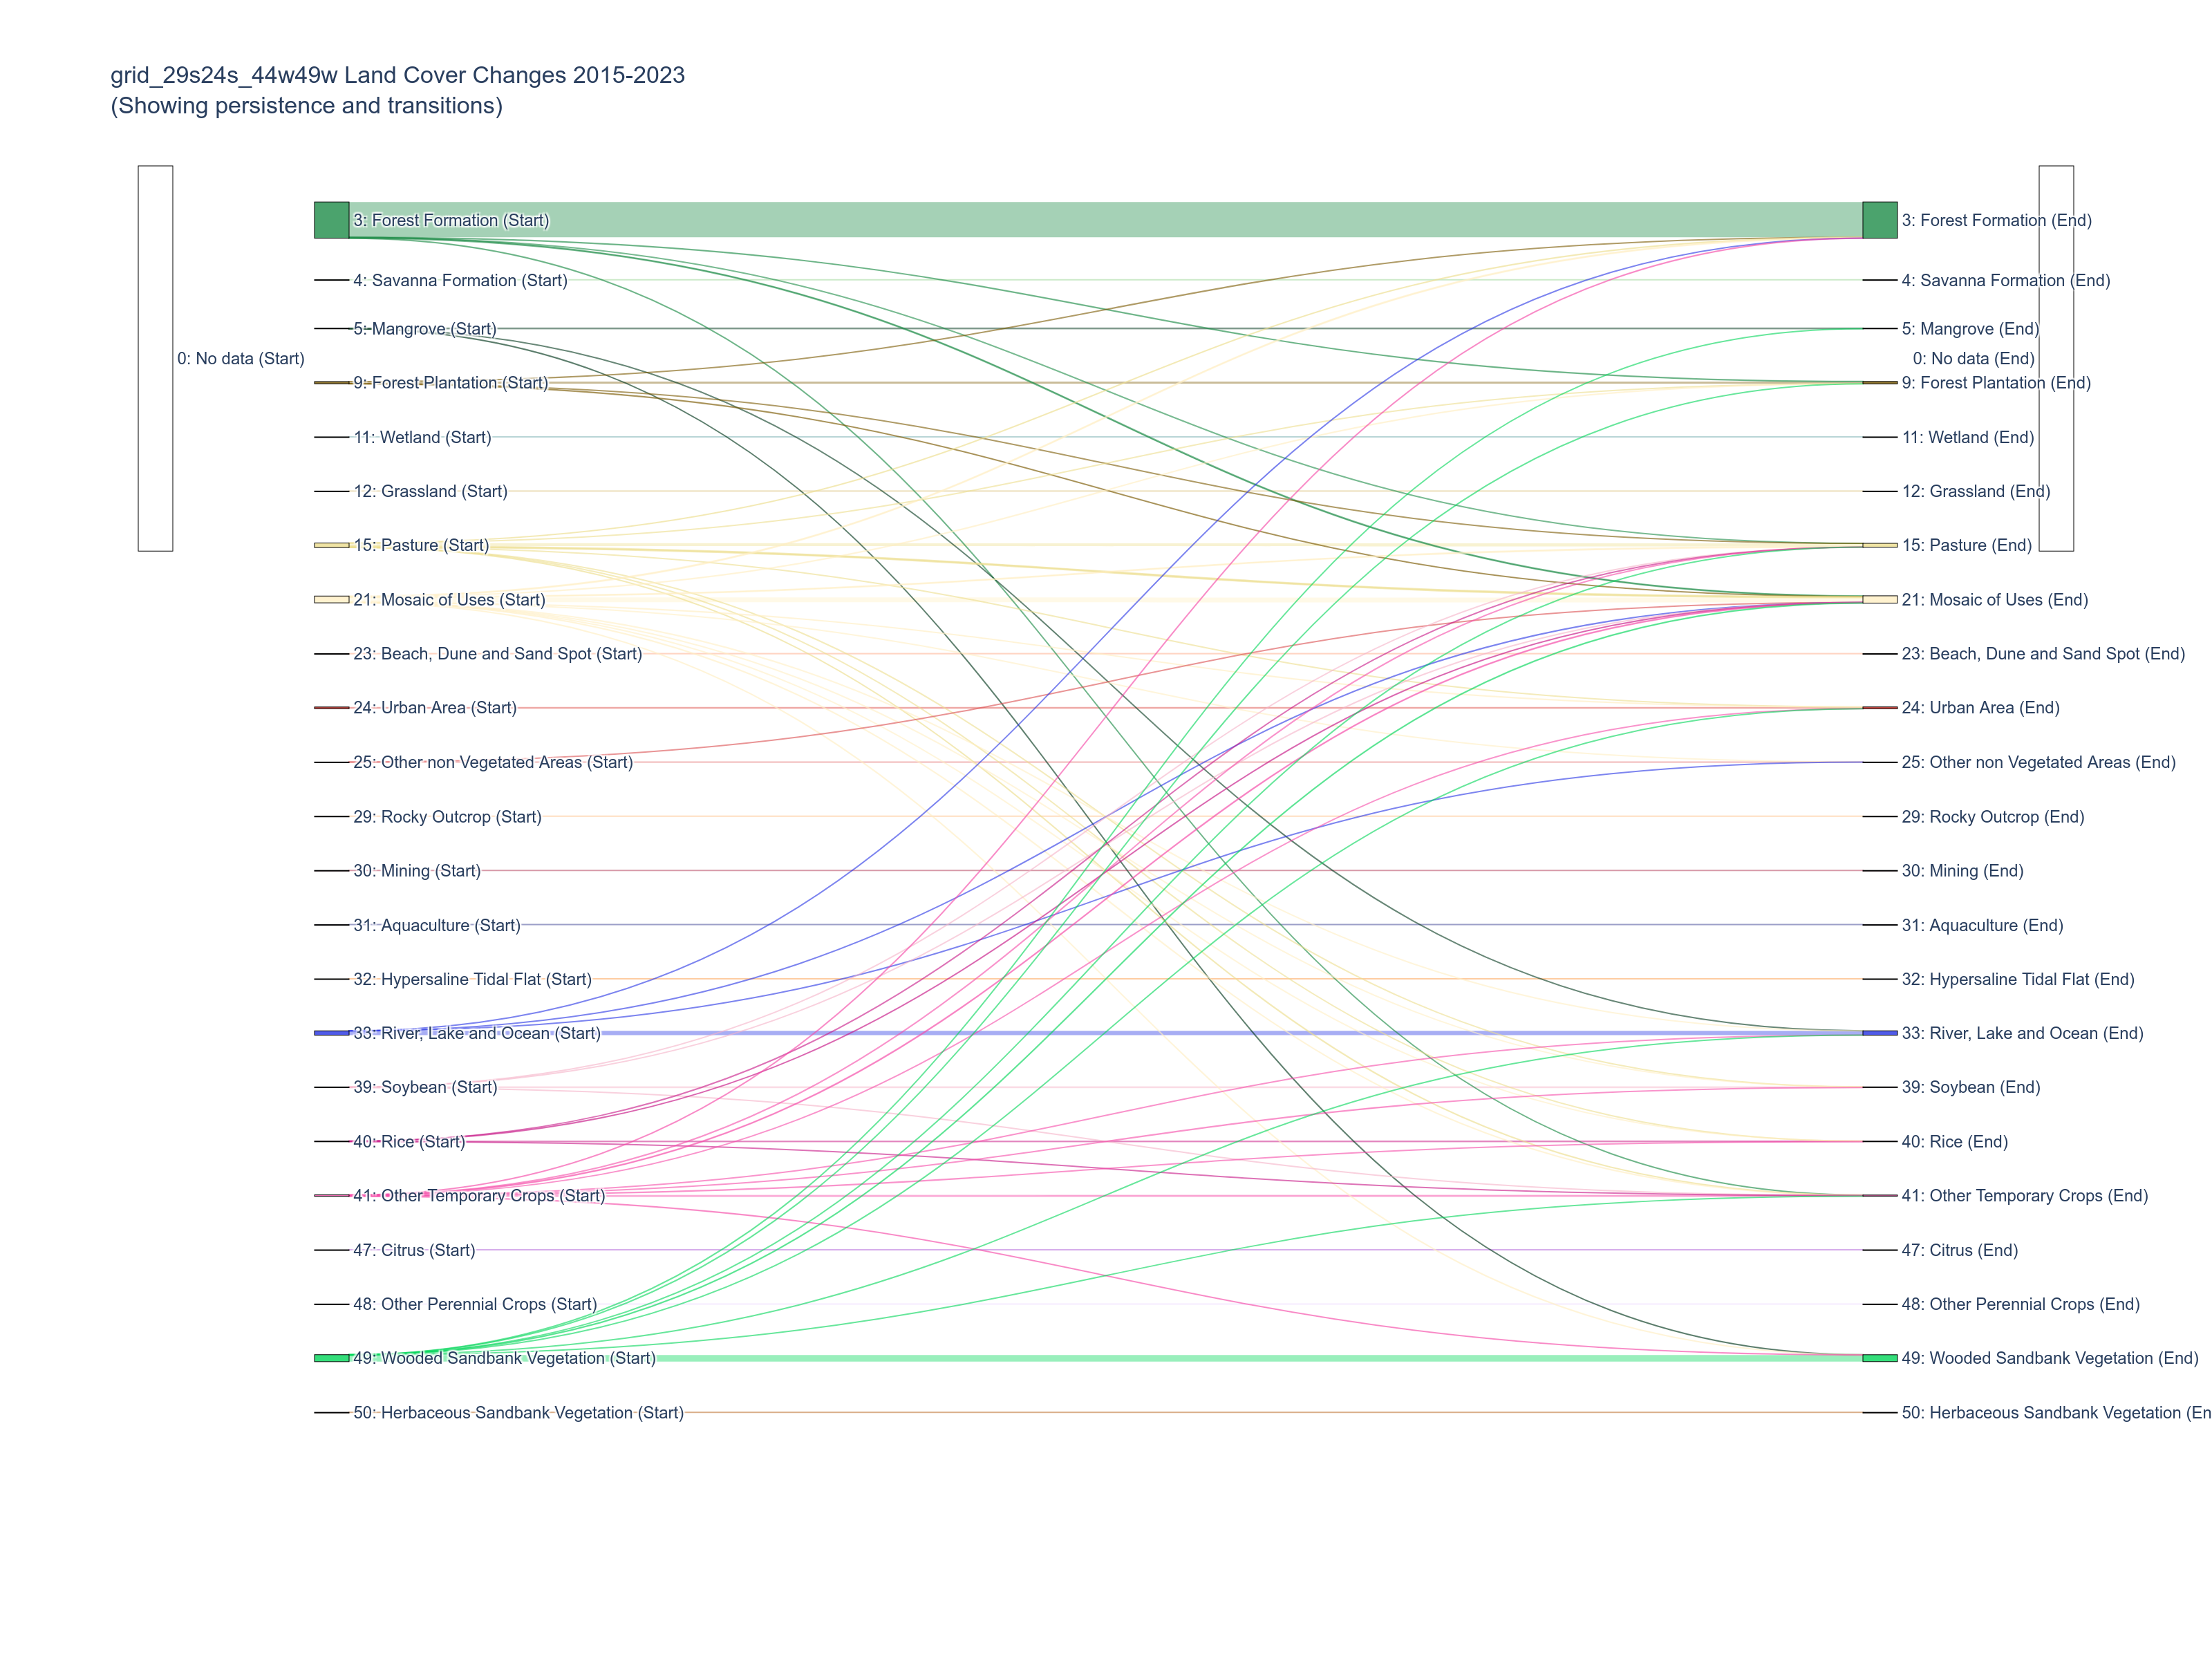 grid_29s24s_44w49w Land Cover Changes 2015-2023
(Showing persistence and transitions)
0: No data (Start)
3: Forest Formation (Start)
4: Savanna Formation (Start)
5: Mangrove (Start)
9: Forest Plantation (Start)
11: Wetland (Start)
12: Grassland (Start)
15: Pasture (Start)
21: Mosaic of Uses (Start)
23: Beach, Dune and Sand Spot (Start)
24: Urban Area (Start)
25: Other non Vegetated Areas (Start)
29: Rocky Outcrop (Start)
30: Mining (Start)
31: Aquaculture (Start)
32: Hypersaline Tidal Flat (Start)
33: River, Lake and Ocean (Start)
39: Soybean (Start)
40: Rice (Start)
41: Other Temporary Crops (Start)
47: Citrus (Start)
48: Other Perennial Crops (Start)
49: Wooded Sandbank Vegetation (Start)
50: Herbaceous Sandbank Vegetation (Start)
3: Forest Formation (End)
4: Savanna Formation (End)
5: Mangrove (End)
0: No data (End)
9: Forest Plantation (End)
11: Wetland (End)
12: Grassland (End)
15: Pasture (End)
21: Mosaic of Uses (End)
23: Beach, Dune and Sand Spot (End)
24: Urban Area (End)
25: Other non Vegetated Areas (End)
29: Rocky Outcrop (End)
30: Mining (End)
31: Aquaculture (End)
32: Hypersaline Tidal Flat (End)
33: River, Lake and Ocean (End)
39: Soybean (End)
40: Rice (End)
41: Other Temporary Crops (End)
47: Citrus (End)
48: Other Perennial Crops (End)
49: Wooded Sandbank Vegetation (End)
50: Herbaceous Sandbank Vegetation (En